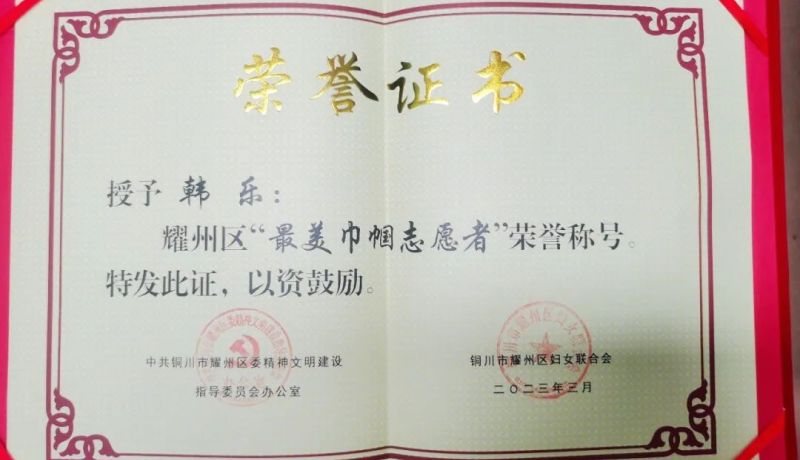 荣誉证书
授予 韩 乐：
耀州区“最美巾帼志愿者”荣誉称号。
特发此证，以资鼓励。
中共铜川市耀州区委精神文明建设
指导委员会办公室
铜川市耀州区妇女联合会
二〇二三年三月